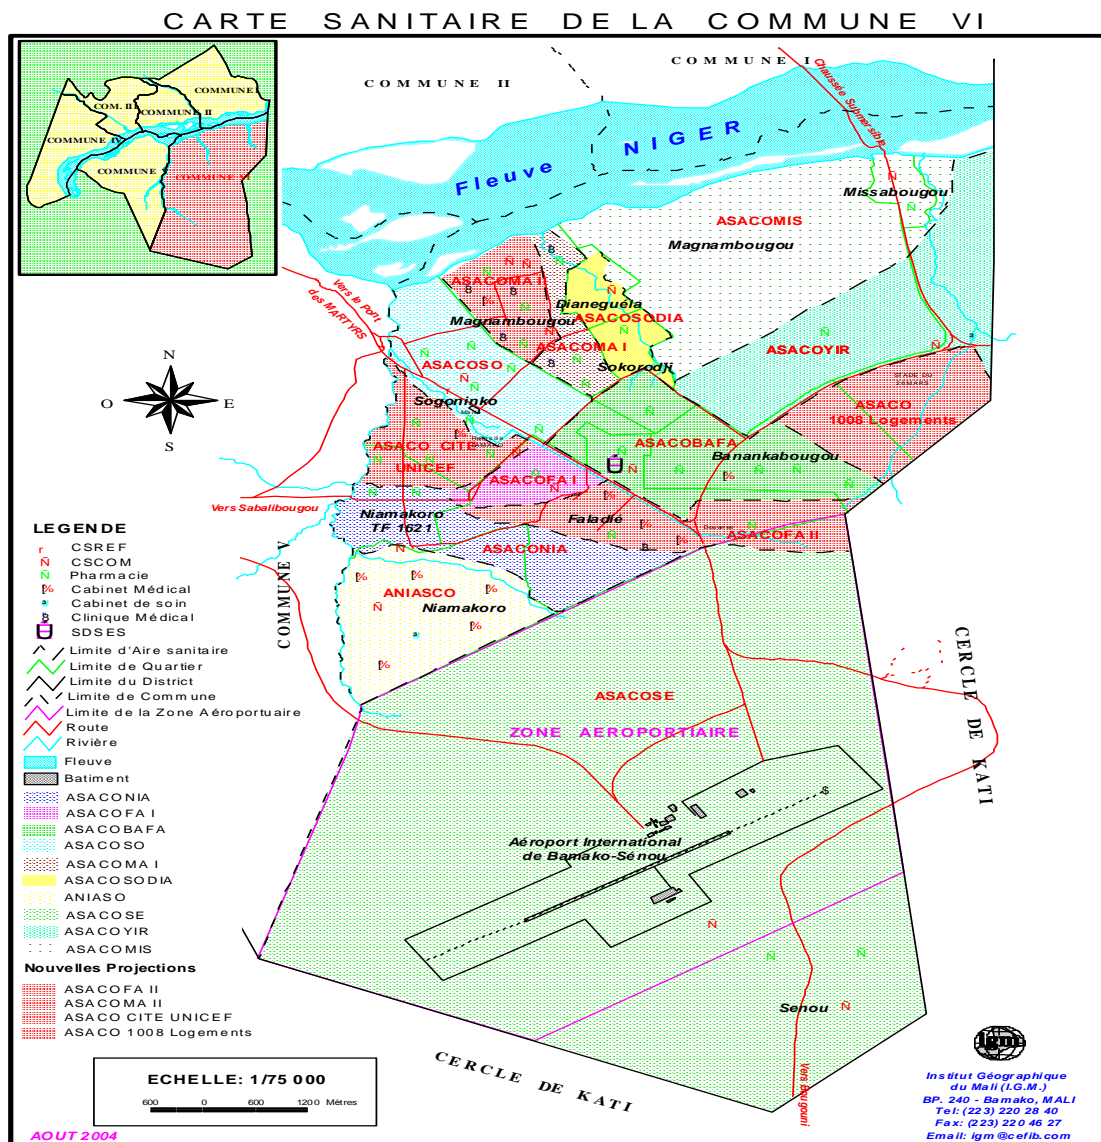 CARTE SANITAIRE DE LA COMMUNE VI
COMMUNE I
COMMUNE II
Chaussée Submersible
COMMUNE
COM. II
COMMUNE II
COMMUNE IV
COMMUNE
COMMUNE VI
Fleuve NIGER
Missabougou
ASACOMIS
Magnambougou
Vers le pont
des MARTYRS
ASACOMA I
Dianeguéla
Magnambougou
ASACOSODIA
ASACOMA I
ASACOYIR
ASACOSO
Sokorodji
STADE DU
26 MARS
Sogoninko
ASACO
1008 Logements
N
O
E
S
ASACO CITE
UNICEF
ASACOBAFA
Banankabougou
ASACOFA I
Vers Sabalibougou
Niamakoro
TF 1621
Faladié
ASACOFA II
ASACONIA
COMMUNE V
ANIASCO
Niamakoro
LEGENDE
r CSREF
Ñ CSCOM
Ñ Pharmacie
Cabinet Médical
Cabinet de soin
Clinique Médical
SDSES
Limite d'Aire sanitaire
Limite de Quartier
Limite du District
Limite de Commune
Limite de la Zone Aéroportuaire
Route
Rivière
Fleuve
Batiment
ASACONIA
ASACOFA I
ASACOBAFA
ASACOSO
ASACOMA I
ASACOSODIA
ANIASO
ASACOSE
ASACOYIR
ASACOMIS
Nouvelles Projections
ASACOFA II
ASACOMA II
ASACO CITE UNICEF
ASACO 1008 Logements
ASACOSE
ZONE AEROPORTIAIRE
CERCLE DE KATI
Aéroport International
de Bamako-Sénou
Senou
Vers Bougouni
CERCLE DE KATI
ECHELLE: 1/75 000
600 0 600 1200 Mètres
AOUT 2004
Igm
Institut Géographique
du Mali (I.G.M.)
BP. 240 - Bamako, MALI
Tel: (223) 220 28 40
Fax: (223) 220 46 27
Email: igm @cefib.com